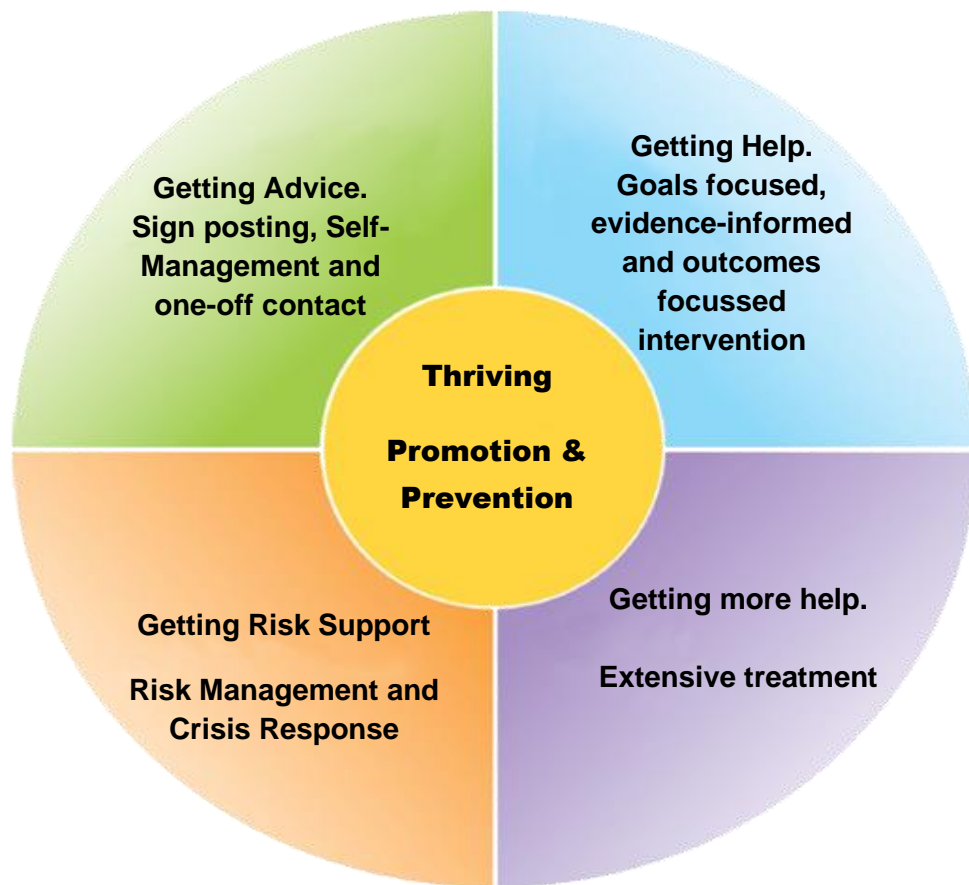 Getting Advice.
Sign posting, Self-
Management and
one-off contact
Getting Help.
Goals focused,
evidence-informed
and outcomes
focussed
intervention
Thriving
Promotion &
Prevention
Getting Risk Support
Risk Management and
Crisis Response
Getting more help.
Extensive treatment